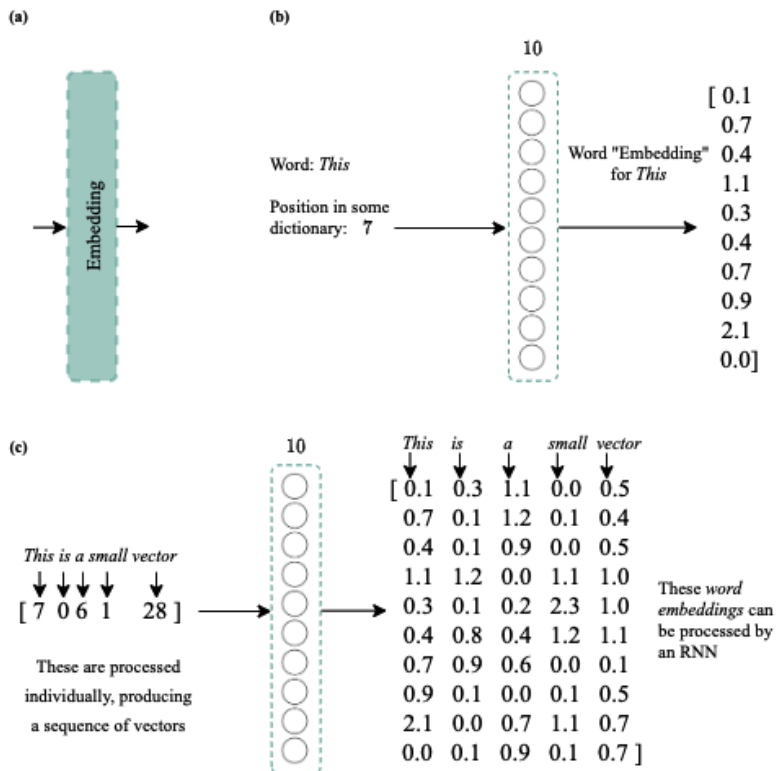 (a)
Embedding
(b)
10
Word: This
Position in some
dictionary: 7
Word "Embedding"
for This
[ 0.1
0.7
0.4
1.1
0.3
0.4
0.7
0.9
2.1
0.0]
(c)
This is a small vector
[ 7 0 6 1 28 ]
These are processed
individually, producing
a sequence of vectors
10
This is a small vector
[ 0.1 0.3 1.1 0.0 0.5
0.7 0.1 1.2 0.1 0.4
0.4 0.1 0.9 0.0 0.5
1.1 1.2 0.0 1.1 1.0
0.3 0.1 0.2 2.3 1.0
0.4 0.8 0.4 1.2 1.1
0.7 0.9 0.6 0.0 0.1
0.9 0.1 0.0 0.1 0.5
2.1 0.0 0.7 1.1 0.7
0.0 0.1 0.9 0.1 0.7 ]
These word
embeddings can
be processed by
an RNN